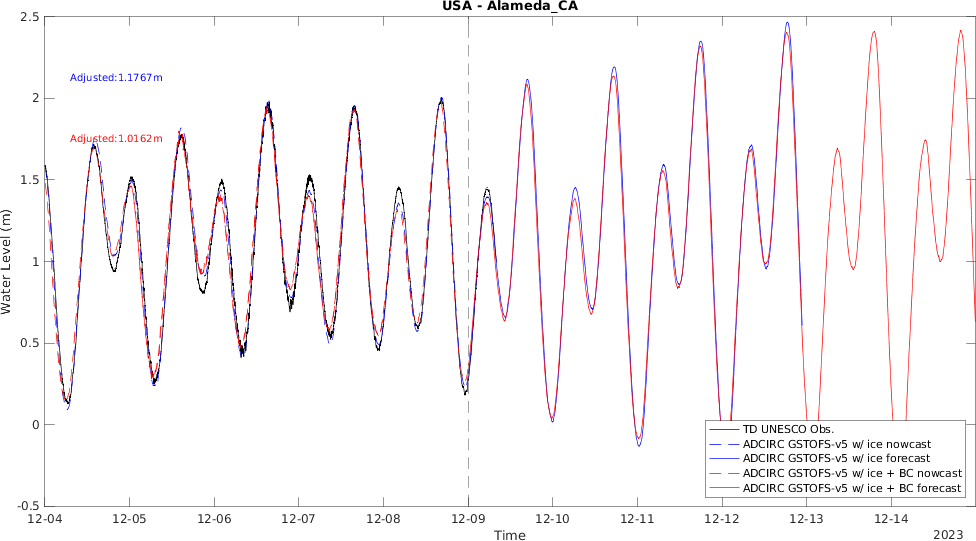 USA - Alameda_CA
2.5
Adjusted:1.1767m
2
Adjusted:1.0162m
1.5
Water Level (m)
1
0.5
0
TD UNESCO Obs.
ADCIRC GSTOFS-v5 w/ ice nowcast
ADCIRC GSTOFS-v5 w/ ice forecast
ADCIRC GSTOFS-v5 w/ ice + BC nowcast
ADCIRC GSTOFS-v5 w/ ice + BC forecast
-0.5
12-04 12-05 12-06 12-07 12-08 12-09 12-10 12-11 12-12 12-13 12-14
Time
2023